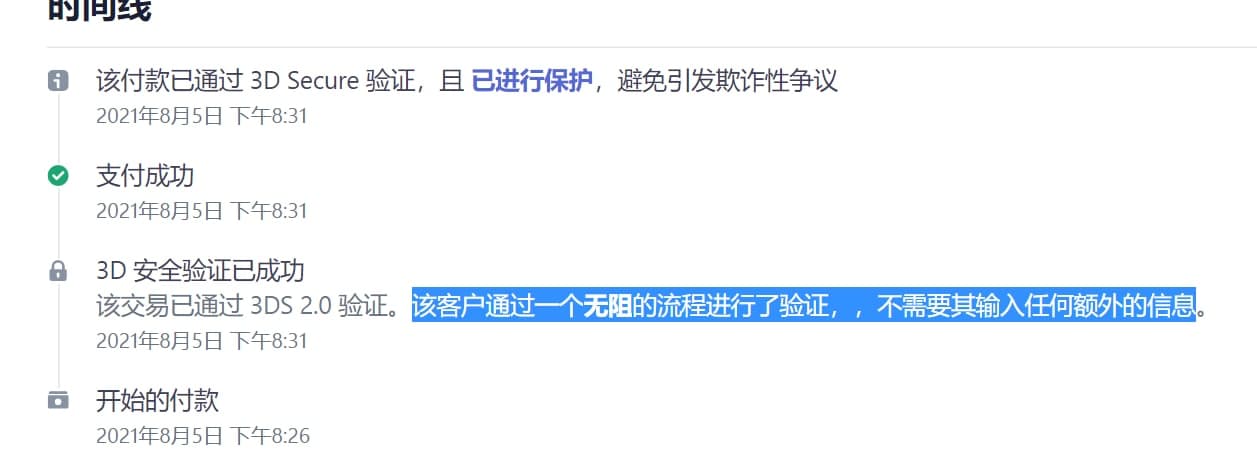 的时间线
该付款已通过 3D Secure 验证，且 已进行保护，避免引发欺诈性争议
2021年8月5日 下午8:31
支付成功
2021年8月5日 下午8:31
3D 安全验证已成功
该交易已通过 3DS 2.0 验证。该客户通过一个无阻的流程进行了验证，，不需要其输入任何额外的信息。
2021年8月5日 下午8:31
开始的付款
2021年8月5日 下午8:26